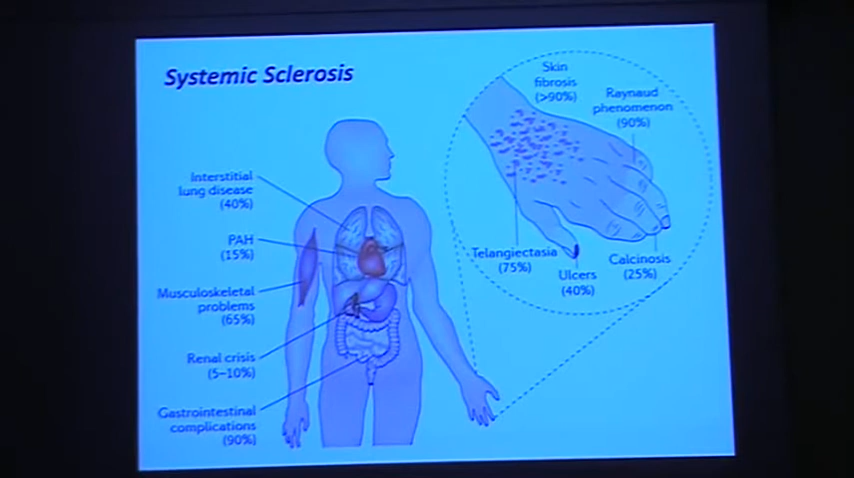 Systemic Sclerosis
Interstitial
lung disease
(40%)
PAH
(15%)
Musculoskeletal
problems
(65%)
Renal crisis
(5–10%)
Gastrointestinal
complications
(90%)
Skin
fibrosis
(>90%)
Raynaud
phenomenon
(90%)
Telangiectasia
(75%)
Ulcers
(40%)
Calcinosis
(25%)